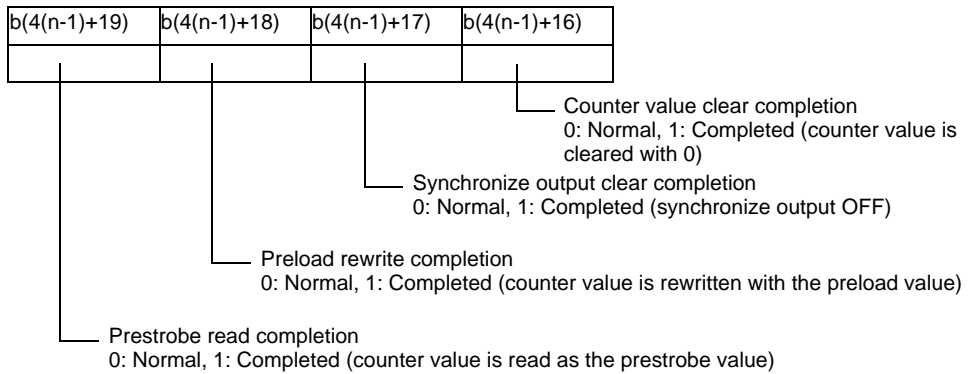 b(4(n-1)+19) b(4(n-1)+18) b(4(n-1)+17) b(4(n-1)+16)
Counter value clear completion
0: Normal, 1: Completed (counter value is
cleared with 0)
Synchronize output clear completion
0: Normal, 1: Completed (synchronize output OFF)
Preload rewrite completion
0: Normal, 1: Completed (counter value is rewritten with the preload value)
Prestrobe read completion
0: Normal, 1: Completed (counter value is read as the prestrobe value)